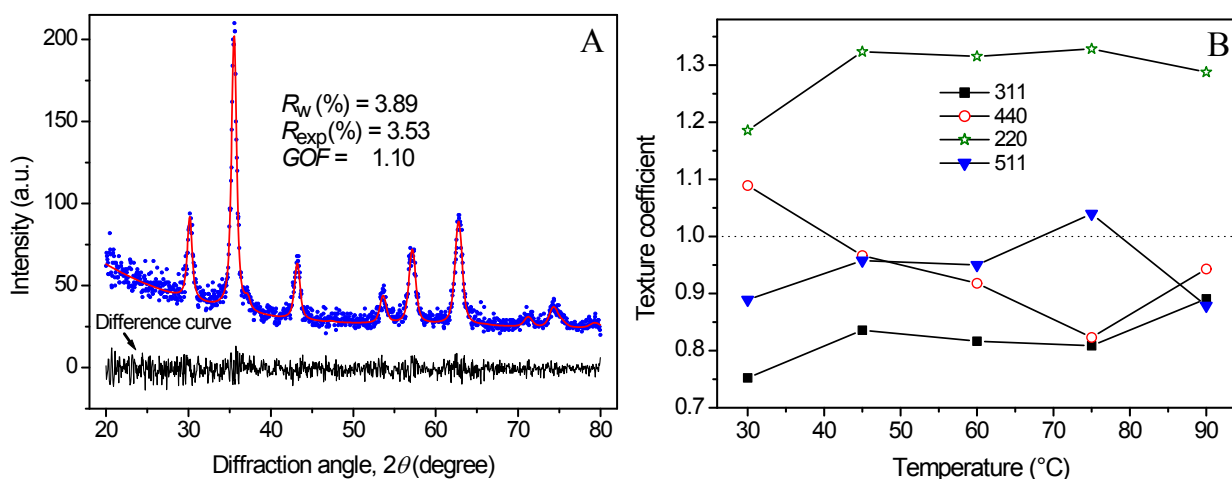 A
200
150
100
50
0
Intensity (a.u.)
R_w (%) = 3.89
R_exp (%) = 3.53
GOF = 1.10
Difference curve
20 30 40 50 60 70 80
Diffraction angle, 2θ (degree)
B
1.3
1.2
1.1
1.0
0.9
0.8
0.7
Texture coefficient
311
440
220
511
30 40 50 60 70 80 90
Temperature (°C)